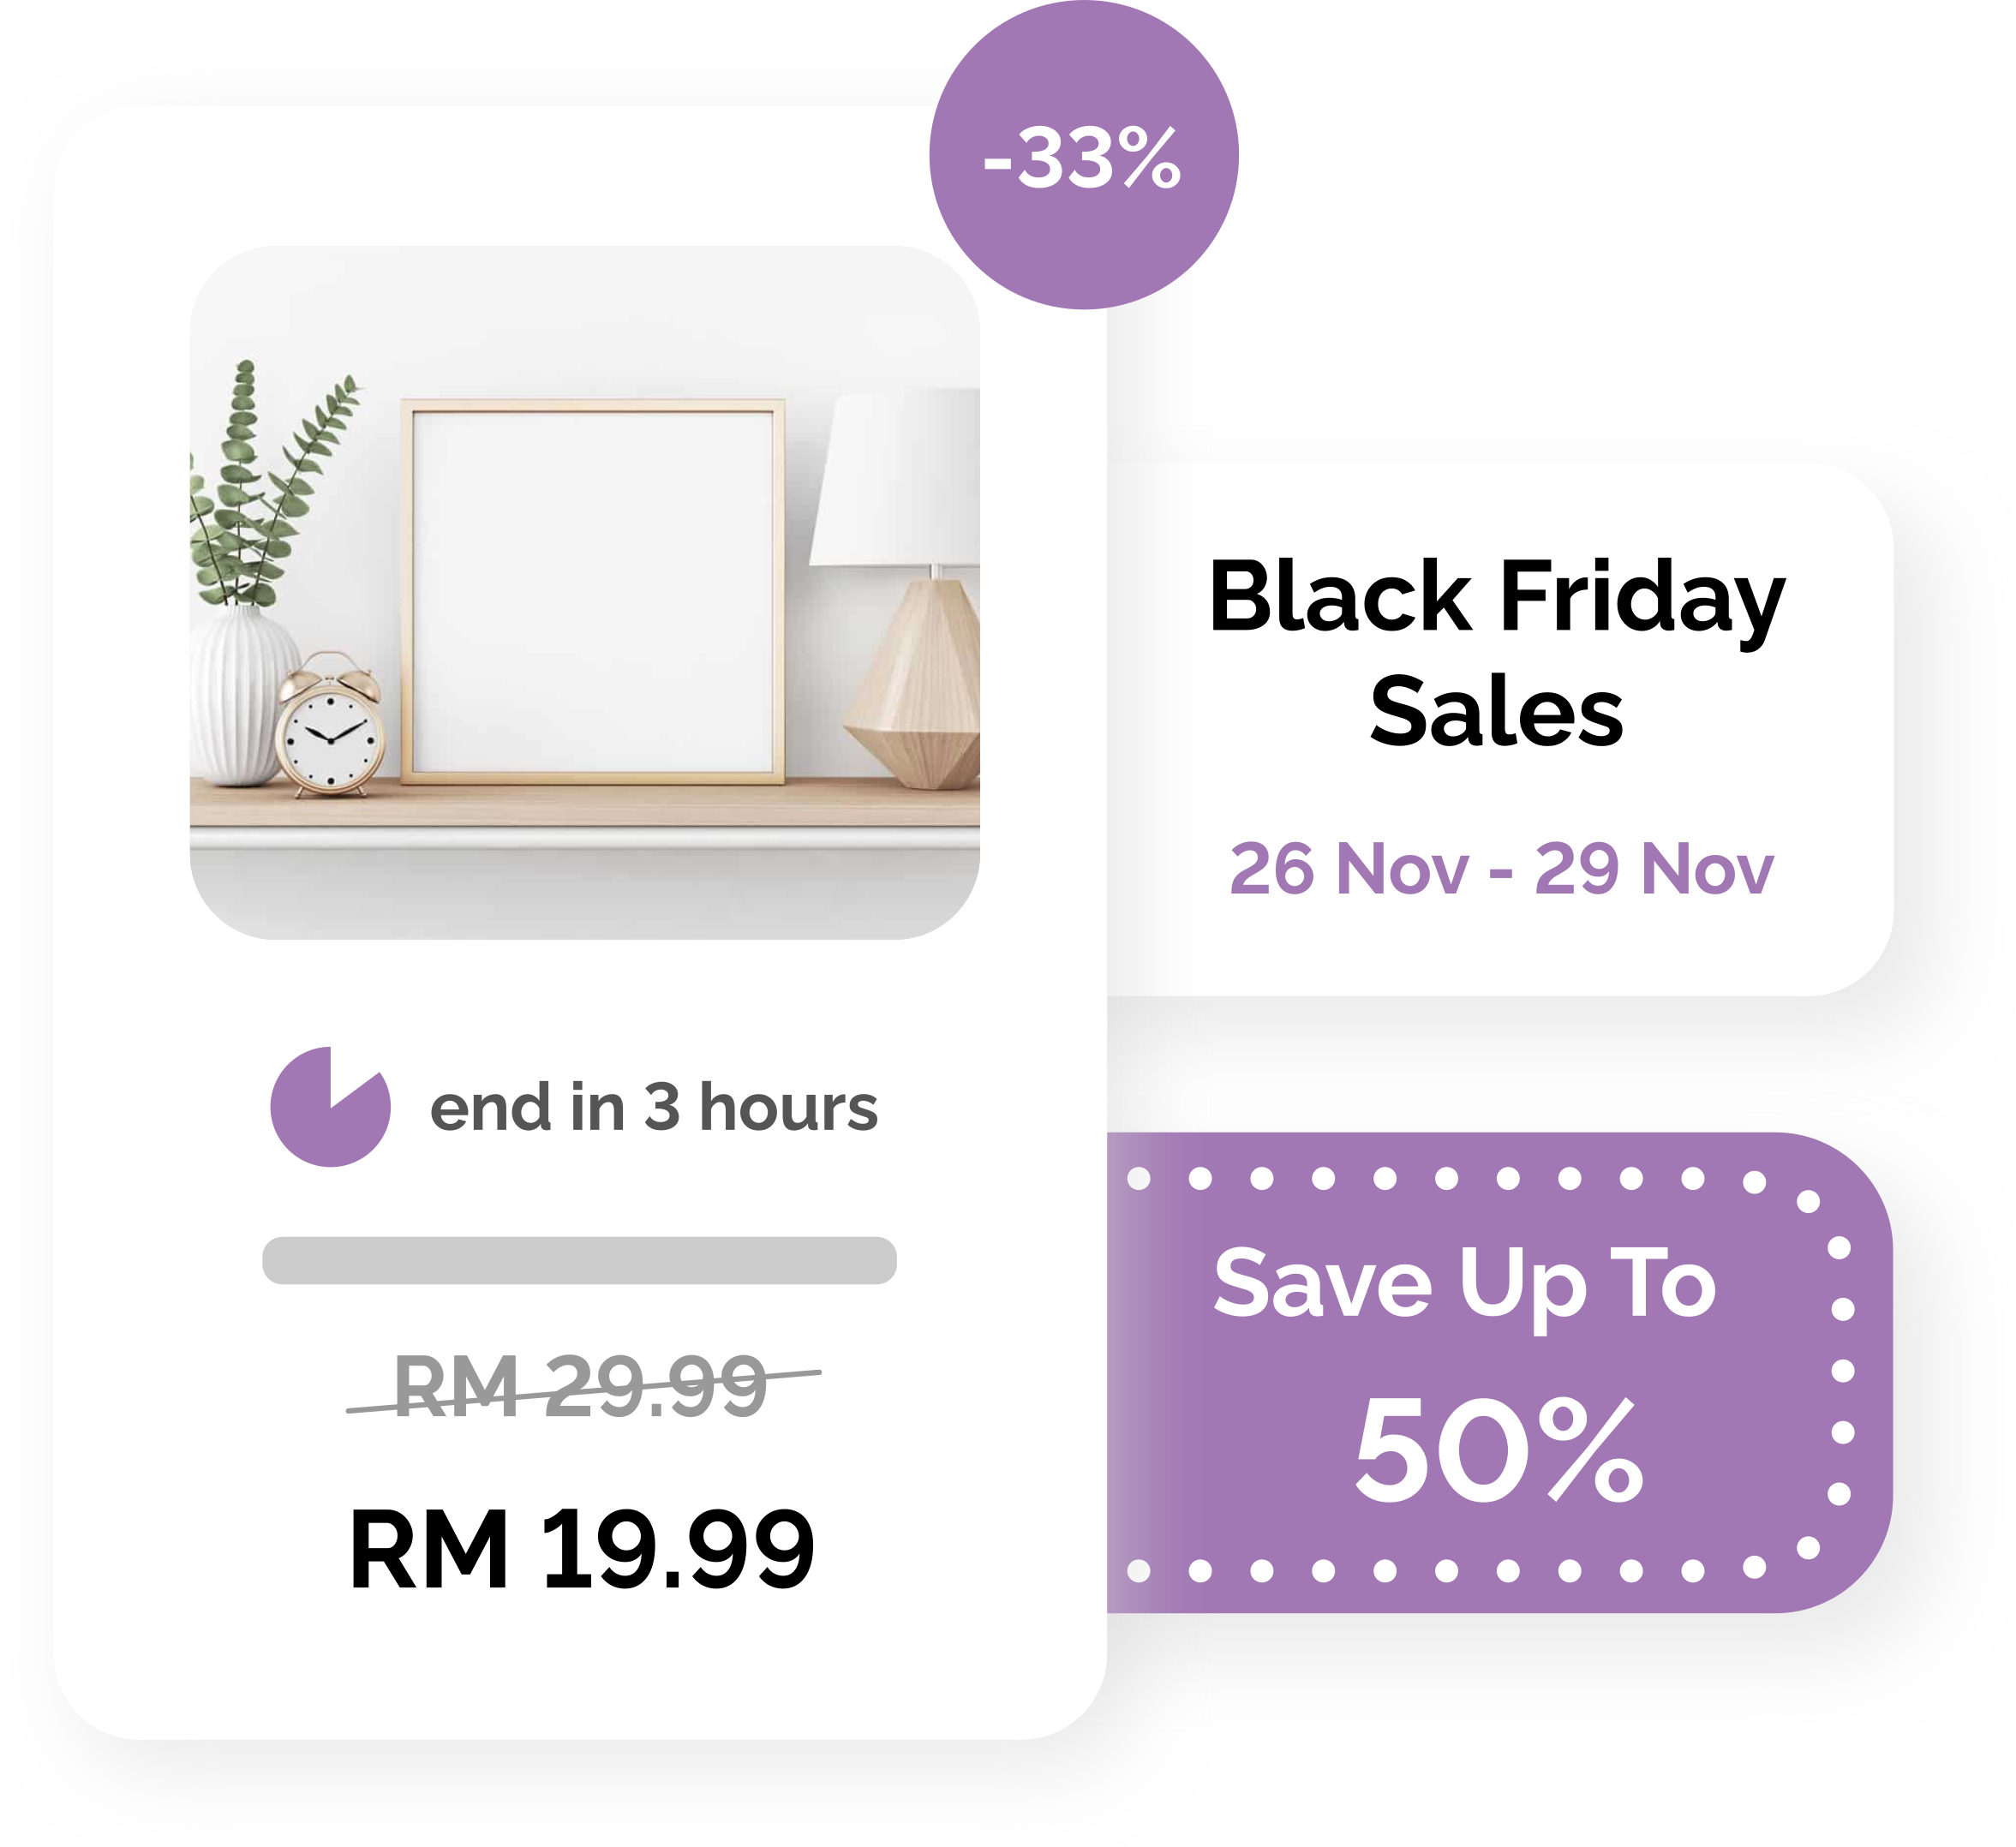 -33%
end in 3 hours
RM 29.99
RM 19.99
Black Friday
Sales
26 Nov - 29 Nov
Save Up To
50%